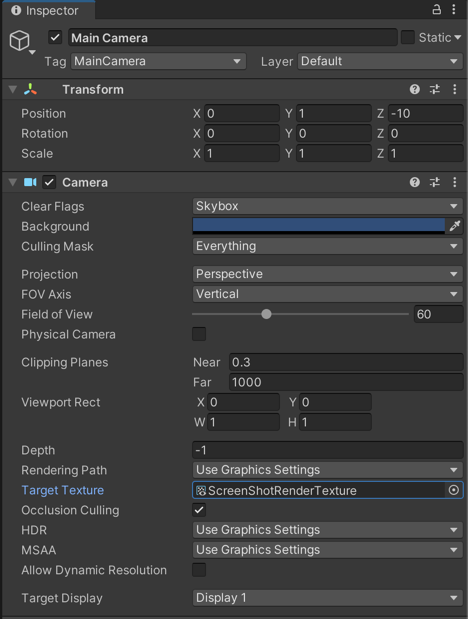 Inspector
Main Camera Static
Tag MainCamera Layer Default
Transform
Position X 0 Y 1 Z -10
Rotation X 0 Y 0 Z 0
Scale X 1 Y 1 Z 1
Camera
Clear Flags Skybox
Background
Culling Mask Everything
Projection Perspective
FOV Axis Vertical
Field of View 60
Physical Camera
Clipping Planes Near 0.3
Far 1000
Viewport Rect X 0 Y 0
W 1 H 1
Depth -1
Rendering Path Use Graphics Settings
Target Texture ScreenShotRenderTexture
Occlusion Culling
HDR Use Graphics Settings
MSAA Use Graphics Settings
Allow Dynamic Resolution
Target Display Display 1